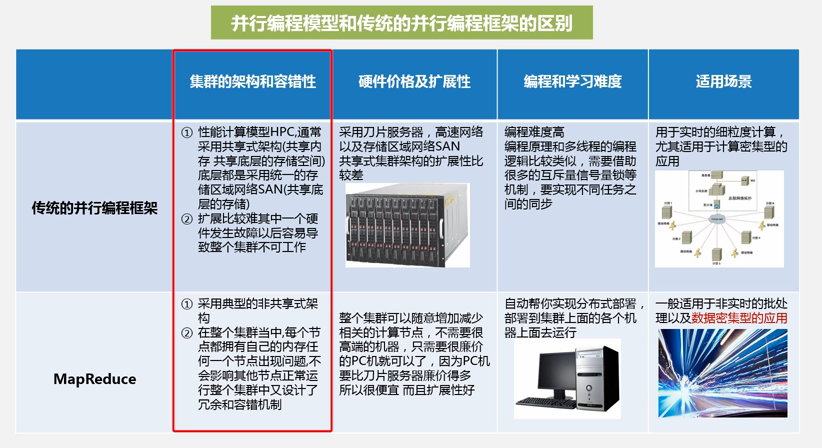 并行编程模型和传统的并行编程框架的区别
集群的架构和容错性
硬件价格及扩展性
编程和学习难度
适用场景
传统的并行编程框架
① 性能计算模型HPC,通常
采用共享式架构(共享内
存 共享底层的存储空间)
底层都是采用统一的存
储区域网络SAN(共享底
层的存储)
② 扩展比较难其中一个硬
件发生故障以后容易导
致整个集群不可工作
采用刀片服务器，高速网络
以及存储区域网络SAN
共享式集群架构的扩展性比
较差
编程难度高
编程原理和多线程的编程
逻辑比较类似，需要借助
很多的互斥量信号量锁等
机制，要实现不同任务之
间的同步
用于实时的细粒度计算，
尤其适用于计算密集型的
应用
MapReduce
① 采用典型的非共享式架
构
② 在整个集群当中,每个节
点都拥有自己的内存任
何一个节点出现问题,不
会影响其他节点正常运
行整个集群中又设计了
冗余和容错机制
整个集群可以随意增加减少
相关的计算节点，不需要很
高端的机器，只需要很廉价
的PC机就可以了，因为PC机
要比刀片服务器廉价得多
所以很便宜 而且扩展性好
自动帮你实现分布式部署，
部署到集群上面的各个机
器上面去运行
一般适用于非实时的批处
理以及数据密集型的应用